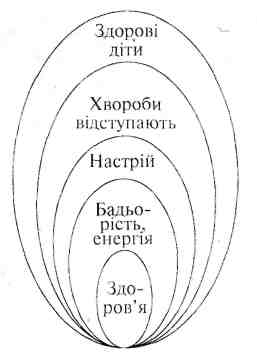 Здорові
діти
Хвороби
відступають
Настрій
Бадьо-
рість,
енергія
Здо-
ров'я